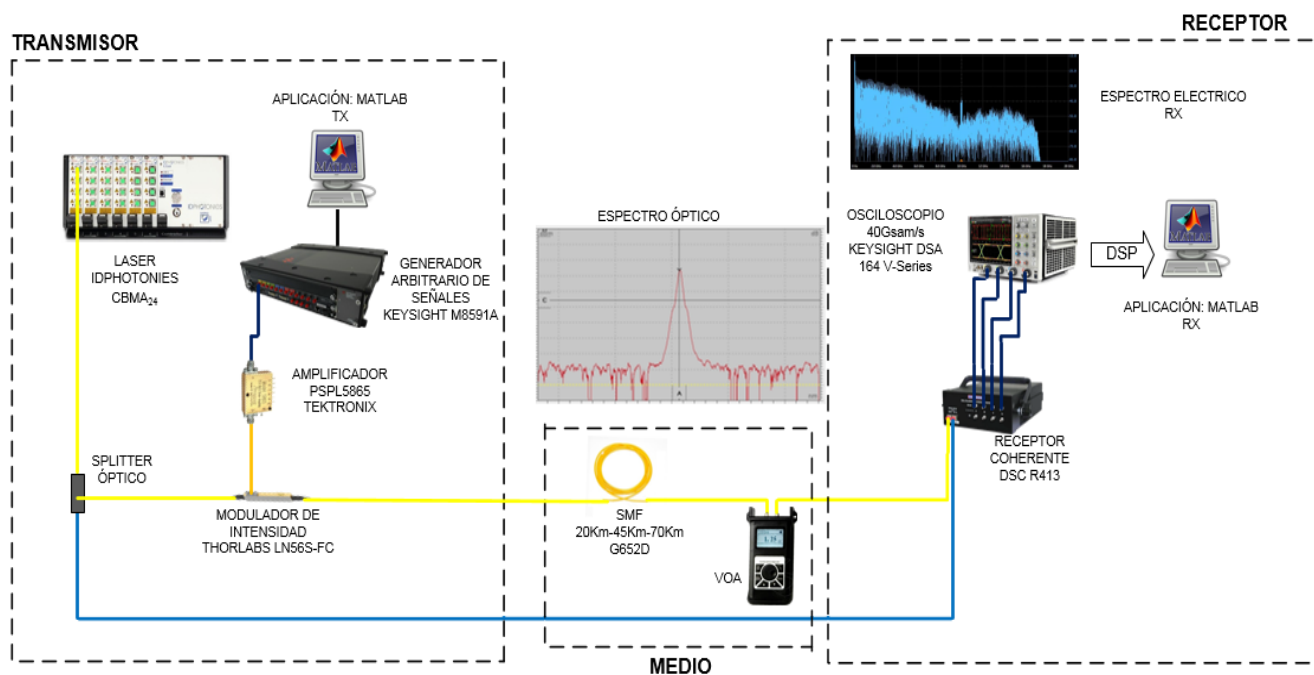 TRANSMISOR
RECEPTOR
APLICACIÓN: MATLAB
TX
LASER
IDPHOTONIES
CBMA24
GENERADOR
ARBITRARIO DE
SEÑALES
KEYSIGHT M8591A
AMPLIFICADOR
PSPL5865
TEKTRONIX
SPLITTER
ÓPTICO
MODULADOR DE
INTENSIDAD
THORLABS LN56S-FC
ESPECTRO ÓPTICO
C
A
SMF
20Km-45Km-70Km
G652D
VOA
MEDIO
ESPECTRO ELECTRICO
RX
OSCILOSCOPIO
40Gsam/s
KEYSIGHT DSA
164 V-Series
DSP
APLICACIÓN: MATLAB
RX
RECEPTOR
COHERENTE
DSC R413